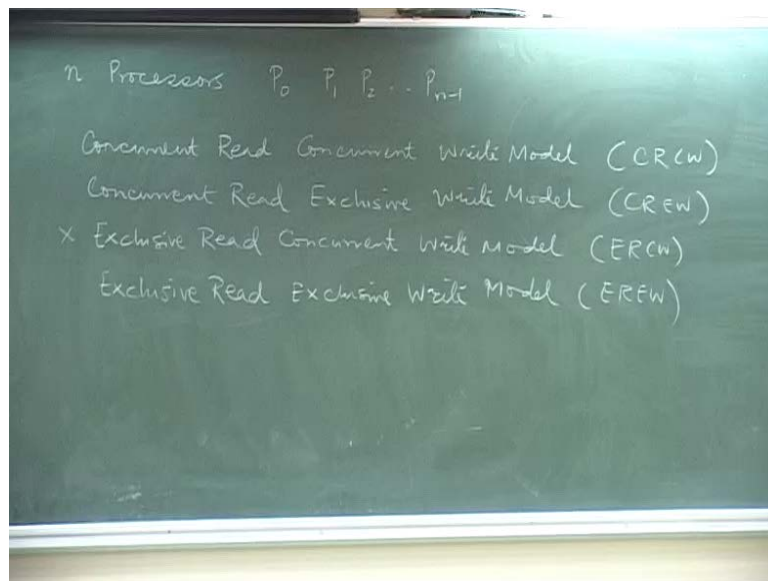 n Processors P0 P1 P2 .. Pn-1
Concurrent Read Concurrent Write Model (CRCW)
Concurrent Read Exclusive Write Model (CREW)
x Exclusive Read Concurrent Write Model (ERCW)
Exclusive Read Exclusive Write Model (EREW)